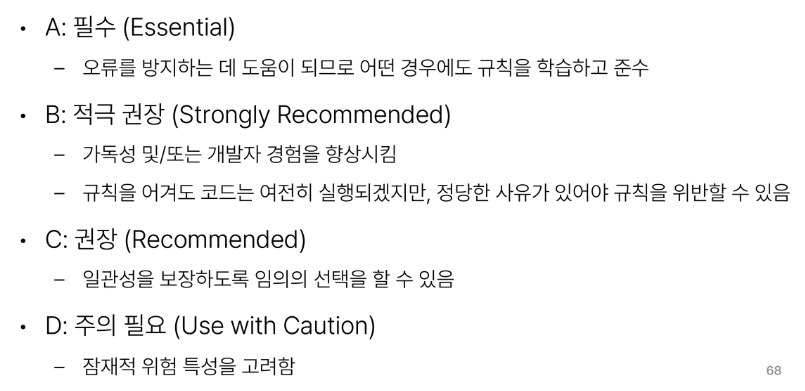 • A: 필수 (Essential)
– 오류를 방지하는 데 도움이 되므로 어떤 경우에도 규칙을 학습하고 준수
• B: 적극 권장 (Strongly Recommended)
– 가독성 및/또는 개발자 경험을 향상시킴
– 규칙을 어겨도 코드는 여전히 실행되겠지만, 정당한 사유가 있어야 규칙을 위반할 수 있음
• C: 권장 (Recommended)
– 일관성을 보장하도록 임의의 선택을 할 수 있음
• D: 주의 필요 (Use with Caution)
– 잠재적 위험 특성을 고려함
68